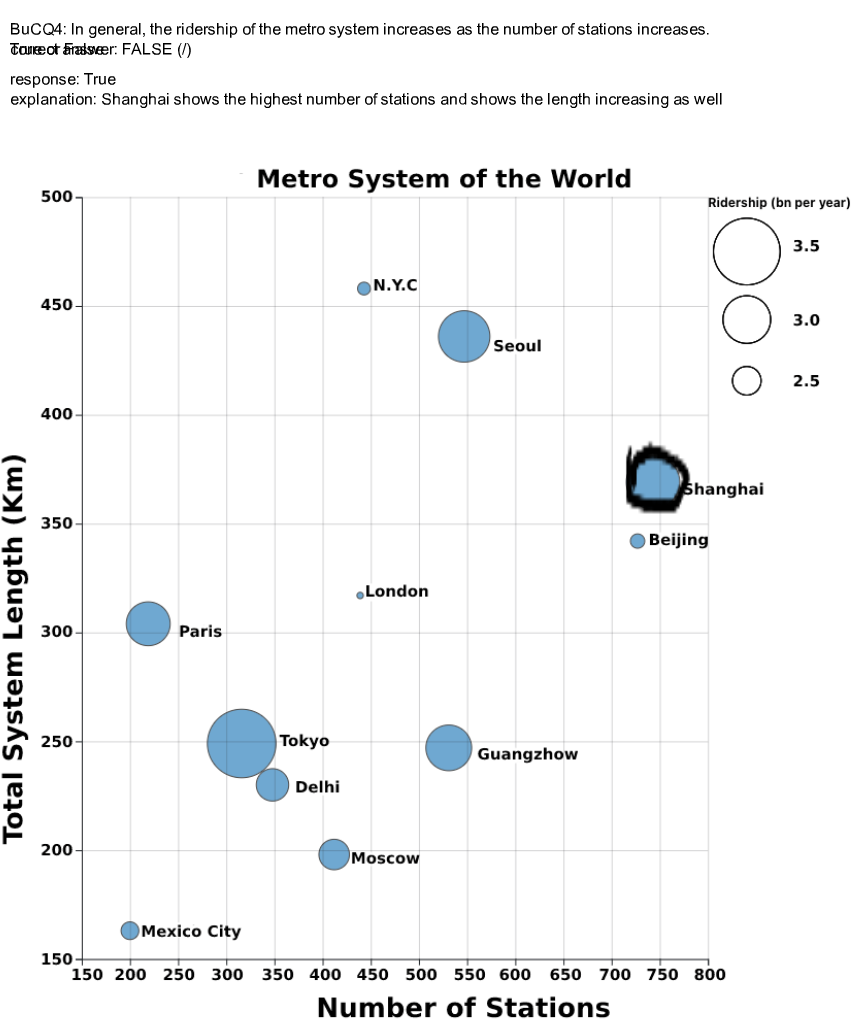 BuCQ4: In general, the ridership of the metro system increases as the number of stations increases.
True or False
correct answer: FALSE (/)
response: True
explanation: Shanghai shows the highest number of stations and shows the length increasing as well
Metro System of the World
Ridership (bn per year)
3.5
3.0
2.5
500
450
400
350
300
250
200
150
Total System Length (Km)
N.Y.C
Seoul
Shanghai
Beijing
London
Paris
Tokyo
Guangzhow
Delhi
Moscow
Mexico City
150 200 250 300 350 400 450 500 550 600 650 700 750 800
Number of Stations